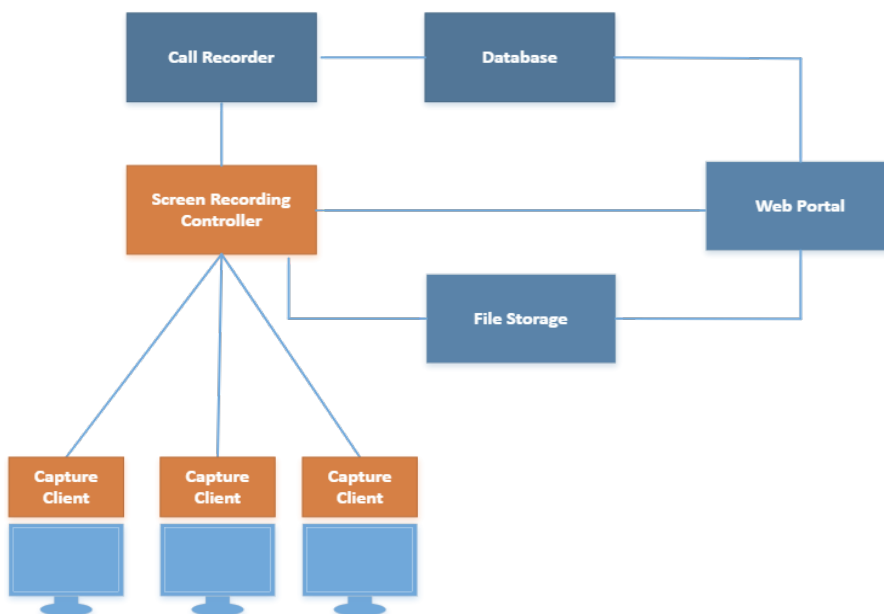 Call Recorder
Database
Screen Recording
Controller
Web Portal
File Storage
Capture
Client
Capture
Client
Capture
Client